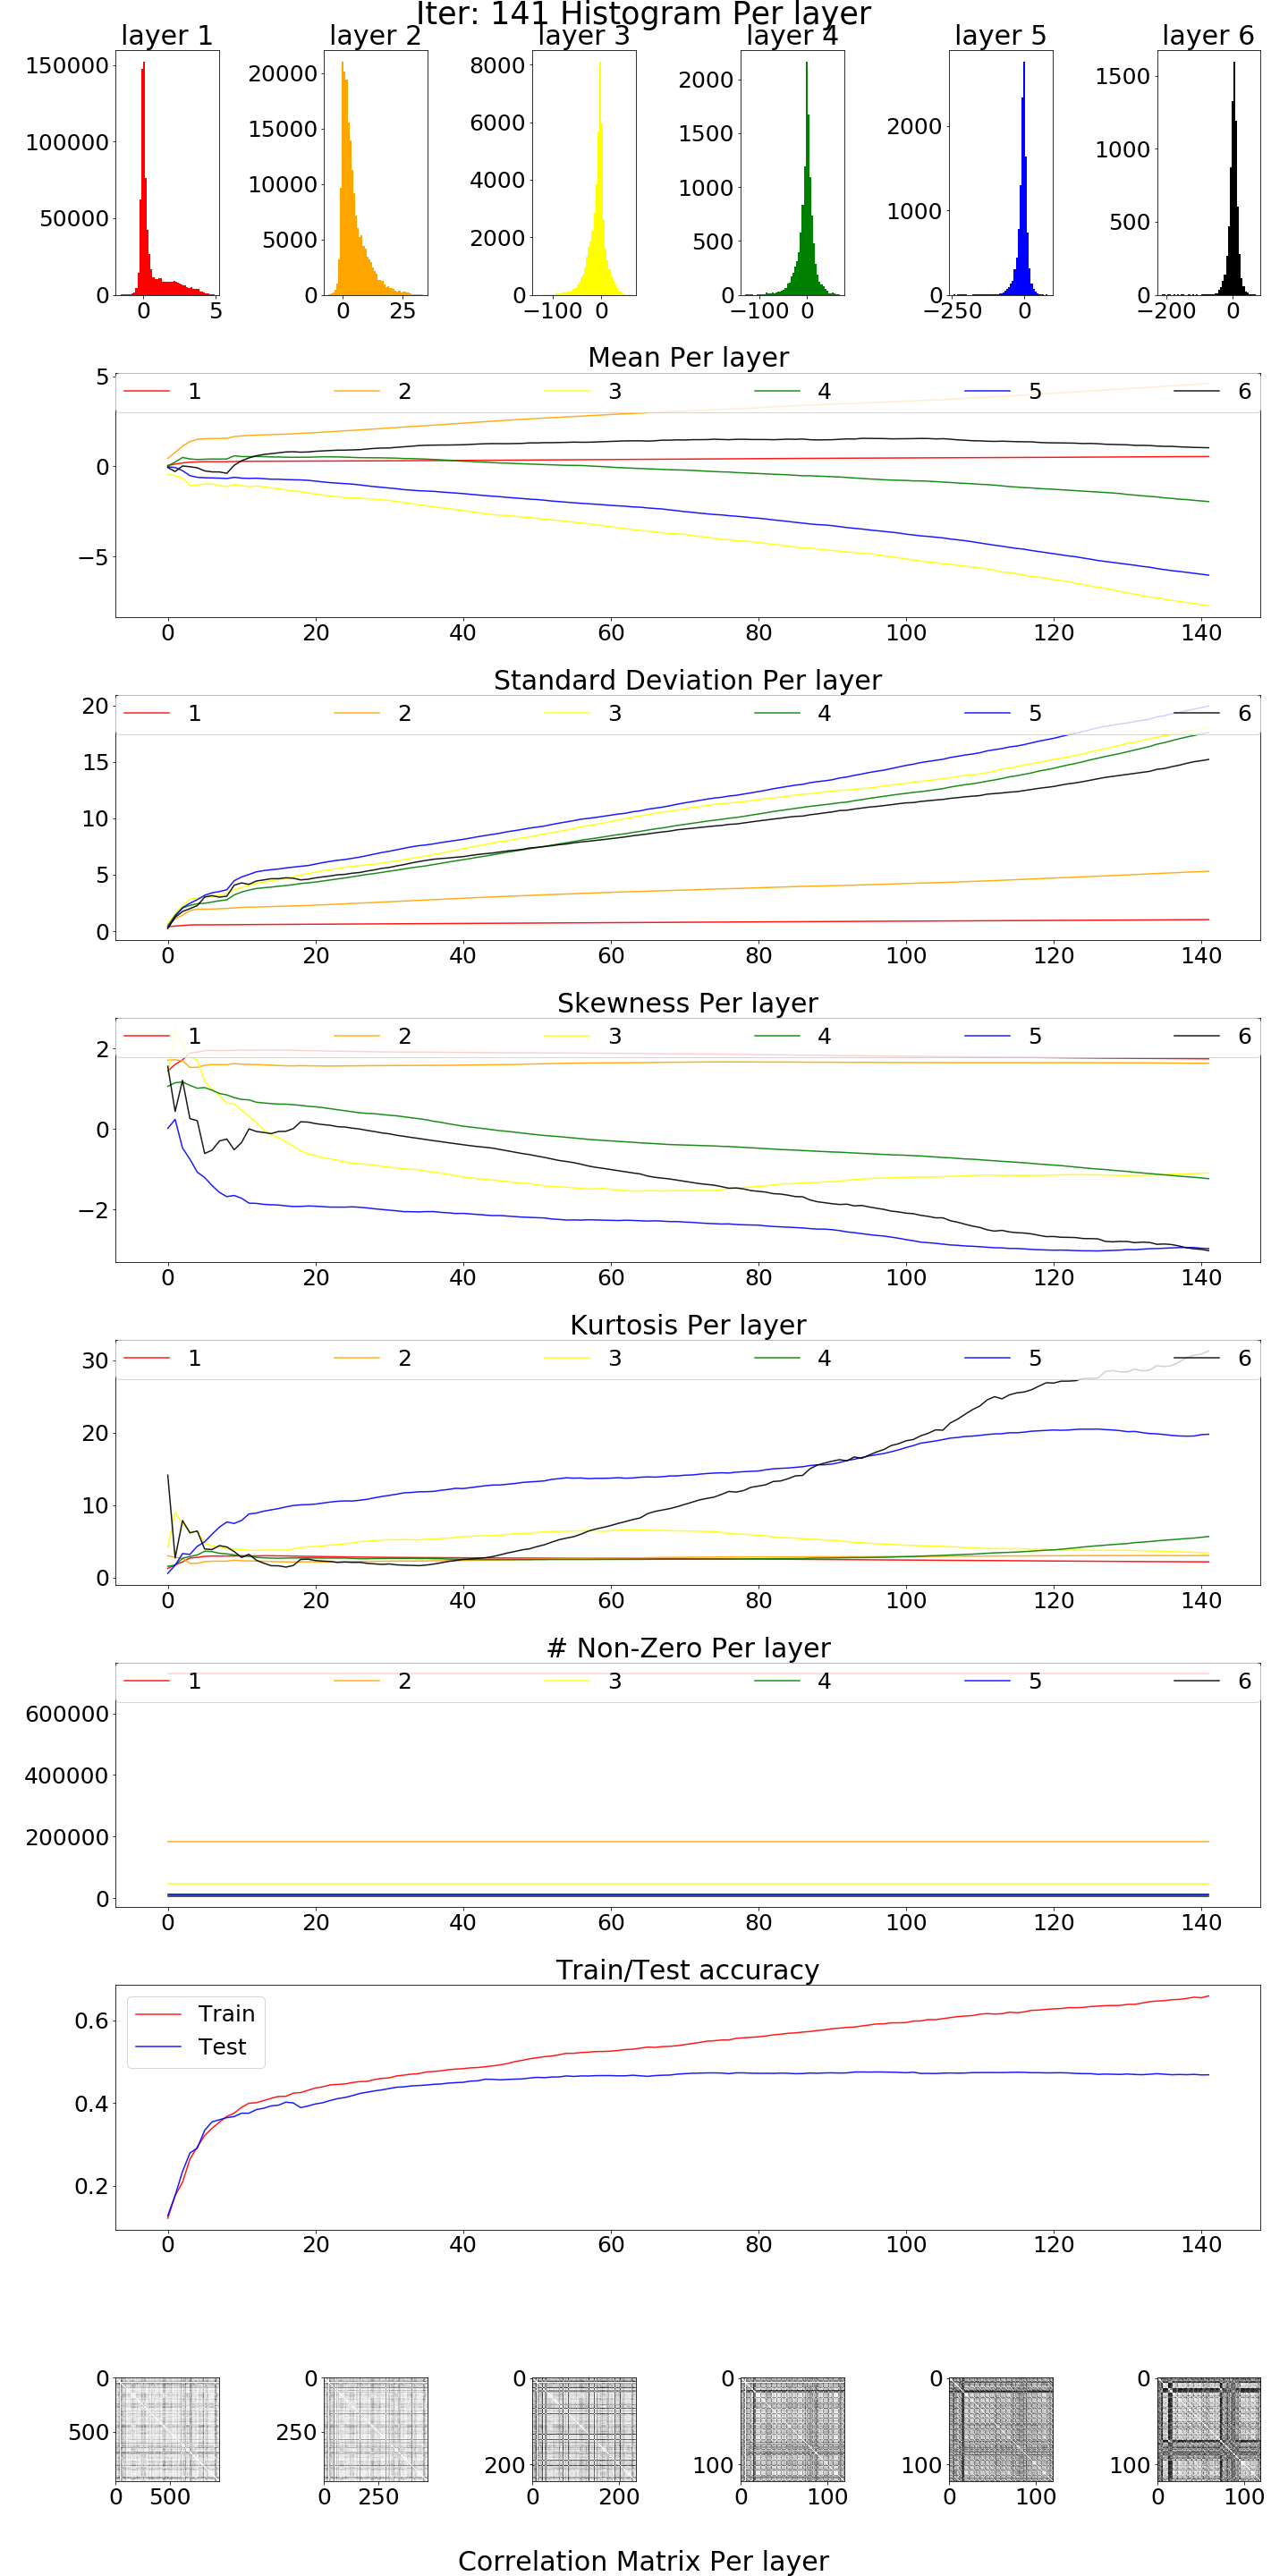 Iter: 141 Histogram Per layer
layer 1 layer 2 layer 3 layer 4 layer 5 layer 6
150000 100000 50000 0 0 5
20000 15000 10000 5000 0 0 25
8000 6000 4000 2000 0 −100 0
2000 1500 1000 500 0 −100 0
2000 1000 0 −250 0
1500 1000 500 0 −200 0
Mean Per layer
1 2 3 4 5 6
5
0
−5
0 20 40 60 80 100 120 140
Standard Deviation Per layer
1 2 3 4 5 6
20
15
10
5
0
0 20 40 60 80 100 120 140
Skewness Per layer
1 2 3 4 5 6
2
0
−2
0 20 40 60 80 100 120 140
Kurtosis Per layer
1 2 3 4 5 6
30
20
10
0
0 20 40 60 80 100 120 140
# Non-Zero Per layer
1 2 3 4 5 6
600000
400000
200000
0
0 20 40 60 80 100 120 140
Train/Test accuracy
Train
Test
0.6
0.4
0.2
0 20 40 60 80 100 120 140
0 0 0 0 0 0
500 250 200 100 100 100
0 500 0 250 0 200 0 100 0 100 0 100
Correlation Matrix Per layer